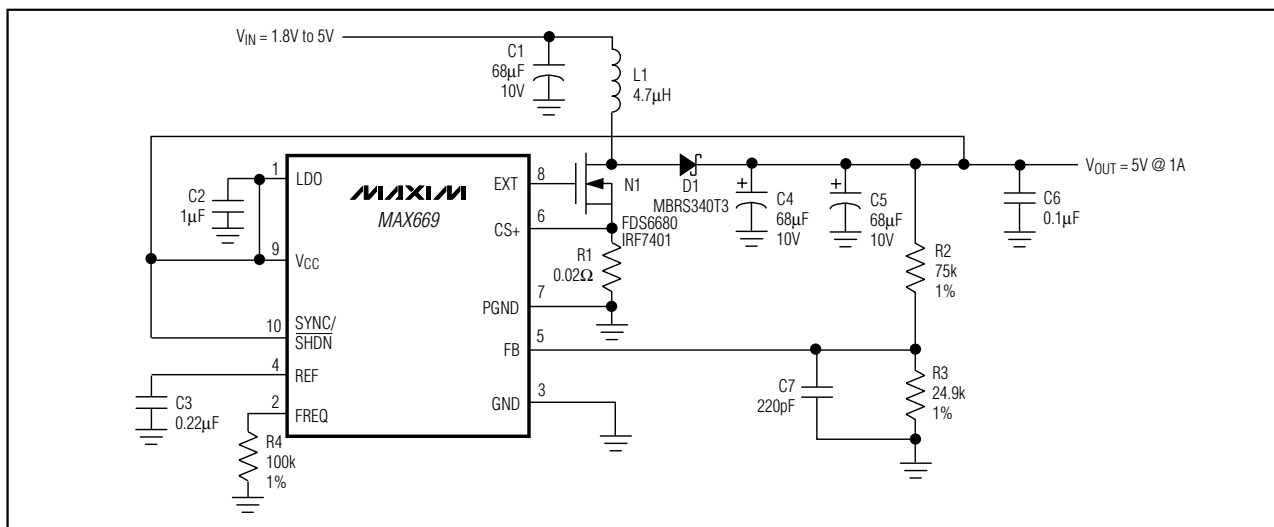 VIN = 1.8V to 5V
C1
68μF
10V
L1
4.7μH
VOUT = 5V @ 1A
1
LDO
MAXIM
MAX669
EXT
8
N1
D1
MBRS340T3
C2
1μF
C4
68μF
10V
+
C5
68μF
10V
+
C6
0.1μF
CS+
6
FDS6680
IRF7401
9
VCC
R1
0.02Ω
R2
75k
1%
PGND
7
10
SYNC/
SHDN
FB
5
4
REF
C3
0.22μF
2
FREQ
GND
3
C7
220pF
R3
24.9k
1%
R4
100k
1%